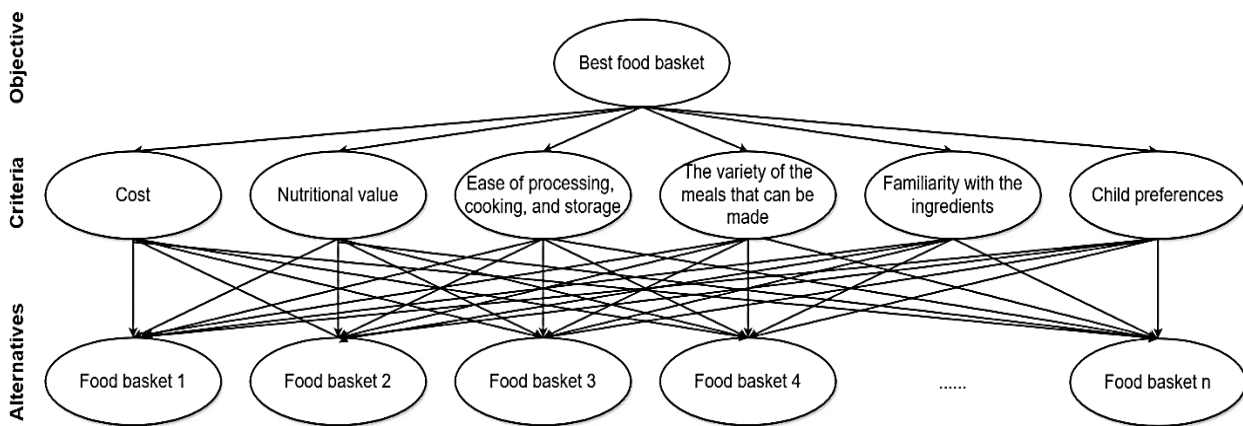 Objective
Best food basket
Criteria
Cost
Nutritional value
Ease of processing,
cooking, and storage
The variety of the
meals that can be
made
Familiarity with the
ingredients
Child preferences
Alternatives
Food basket 1
Food basket 2
Food basket 3
Food basket 4
......
Food basket n